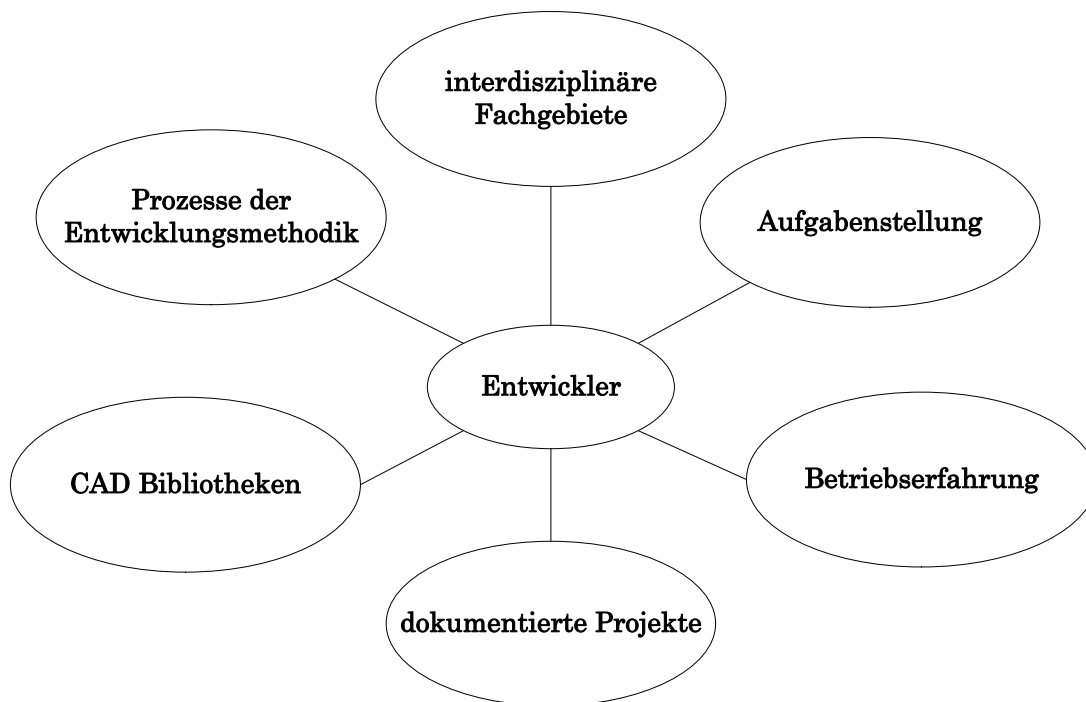 interdisziplinäre
Fachgebiete
Prozesse der
Entwicklungsmethodik
Aufgabenstellung
Entwickler
CAD Bibliotheken
Betriebserfahrung
dokumentierte Projekte